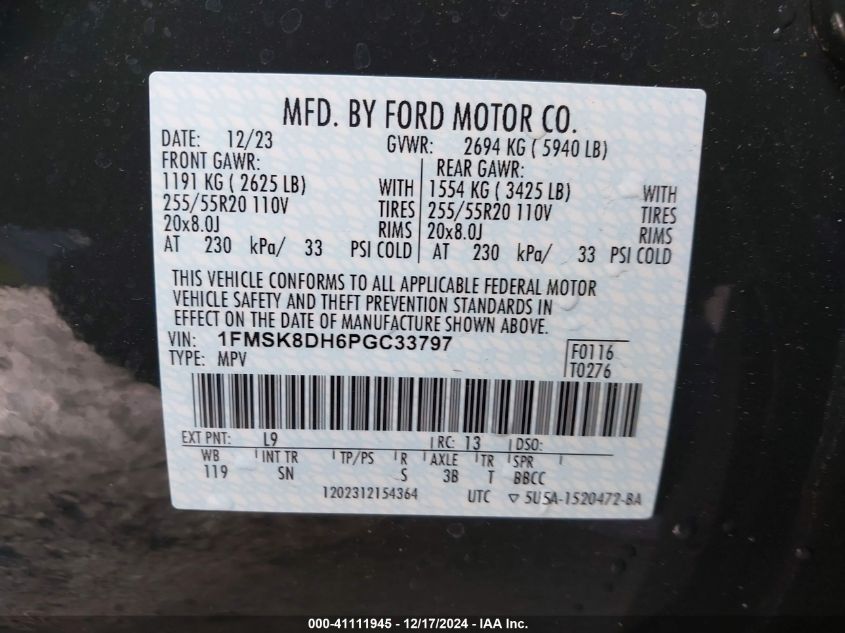 MFD. BY FORD MOTOR CO.
DATE: 12/23 GVWR: 2694 KG ( 5940 LB)
FRONT GAWR: REAR GAWR:
1191 KG ( 2625 LB) WITH 1554 KG ( 3425 LB) WITH
255/55R20 110V TIRES 255/55R20 110V TIRES
20x8.0J RIMS 20x8.0J RIMS
AT 230 kPa/ 33 PSI COLD AT 230 kPa/ 33 PSI COLD
THIS VEHICLE CONFORMS TO ALL APPLICABLE FEDERAL MOTOR
VEHICLE SAFETY AND THEFT PREVENTION STANDARDS IN
EFFECT ON THE DATE OF MANUFACTURE SHOWN ABOVE.
VIN: 1FMSK8DH6PGC33797
TYPE: MPV
F0116
T0276
EXT PNT: L9 RC: 13 DSO:
WB INT TR TP/PS R AXLE TR SPR
119 SN S 3B T BBCC
1202312154364 UTC ▽ 5U5A-1520472-BA
000-41111945 - 12/17/2024 - IAA Inc.